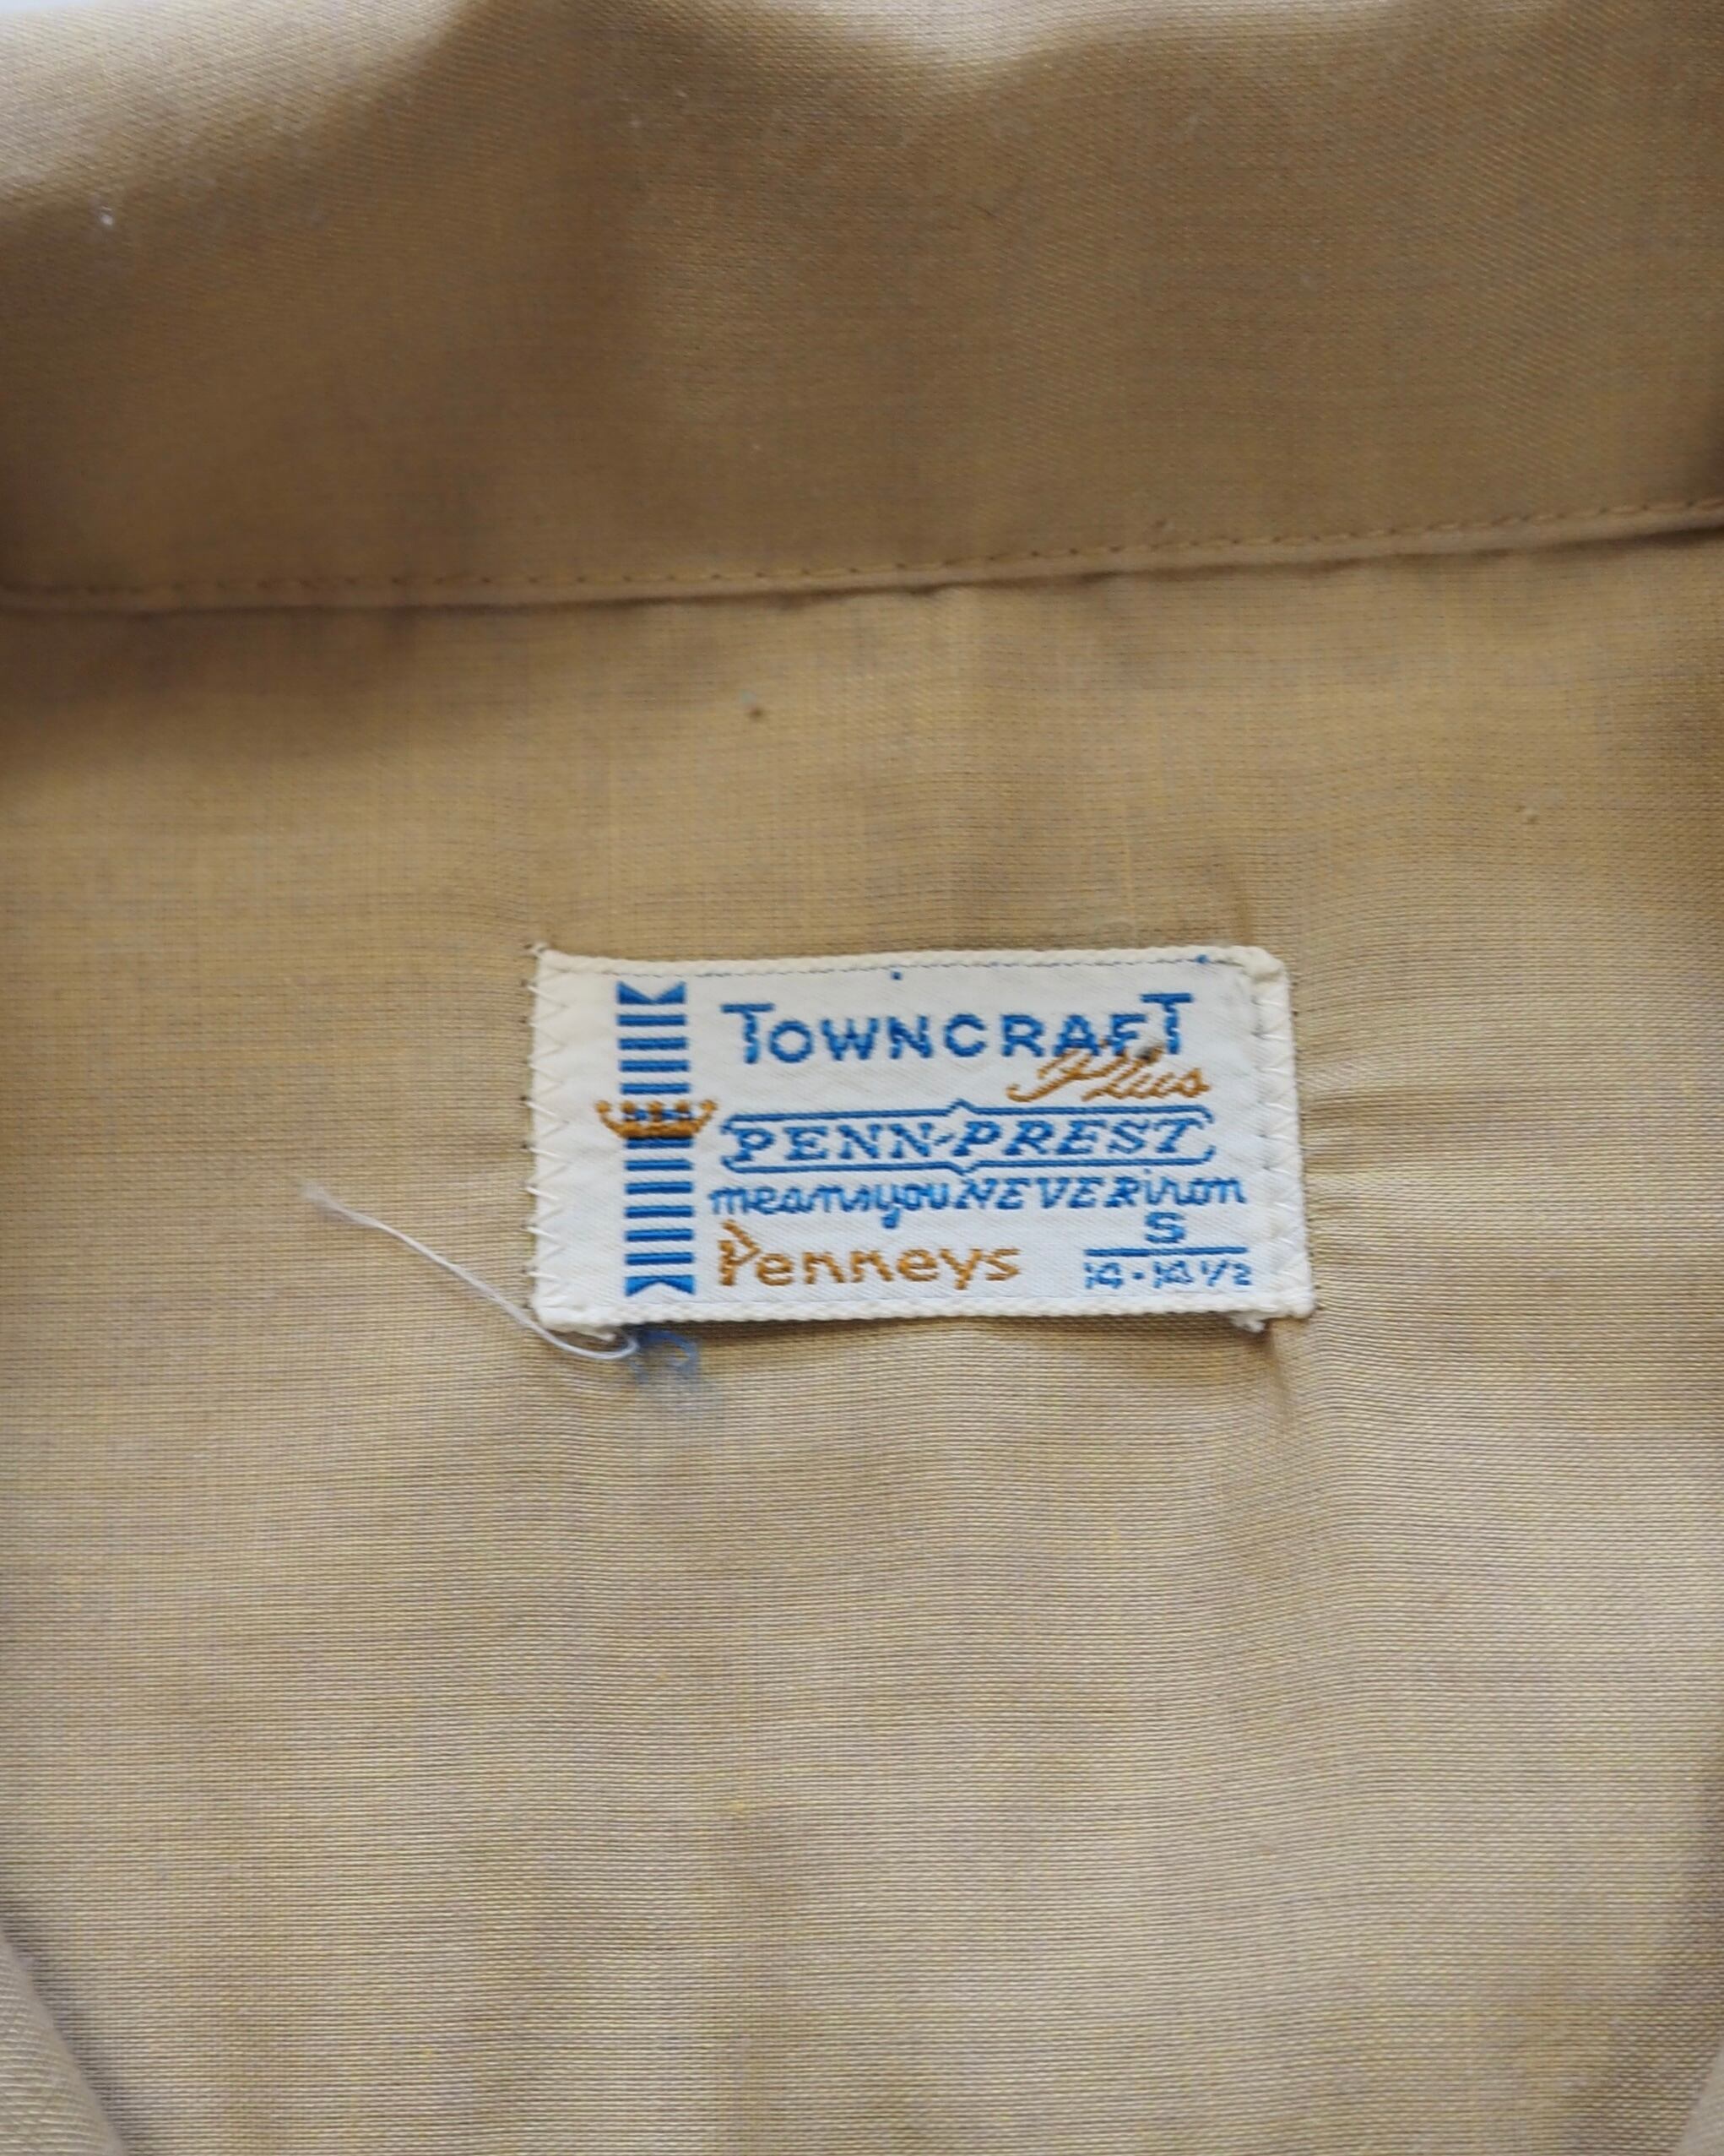 TOWNCRAFT
Plus
PENN-PREST
means you NEVER iron
S
Penneys 14-14 1/2